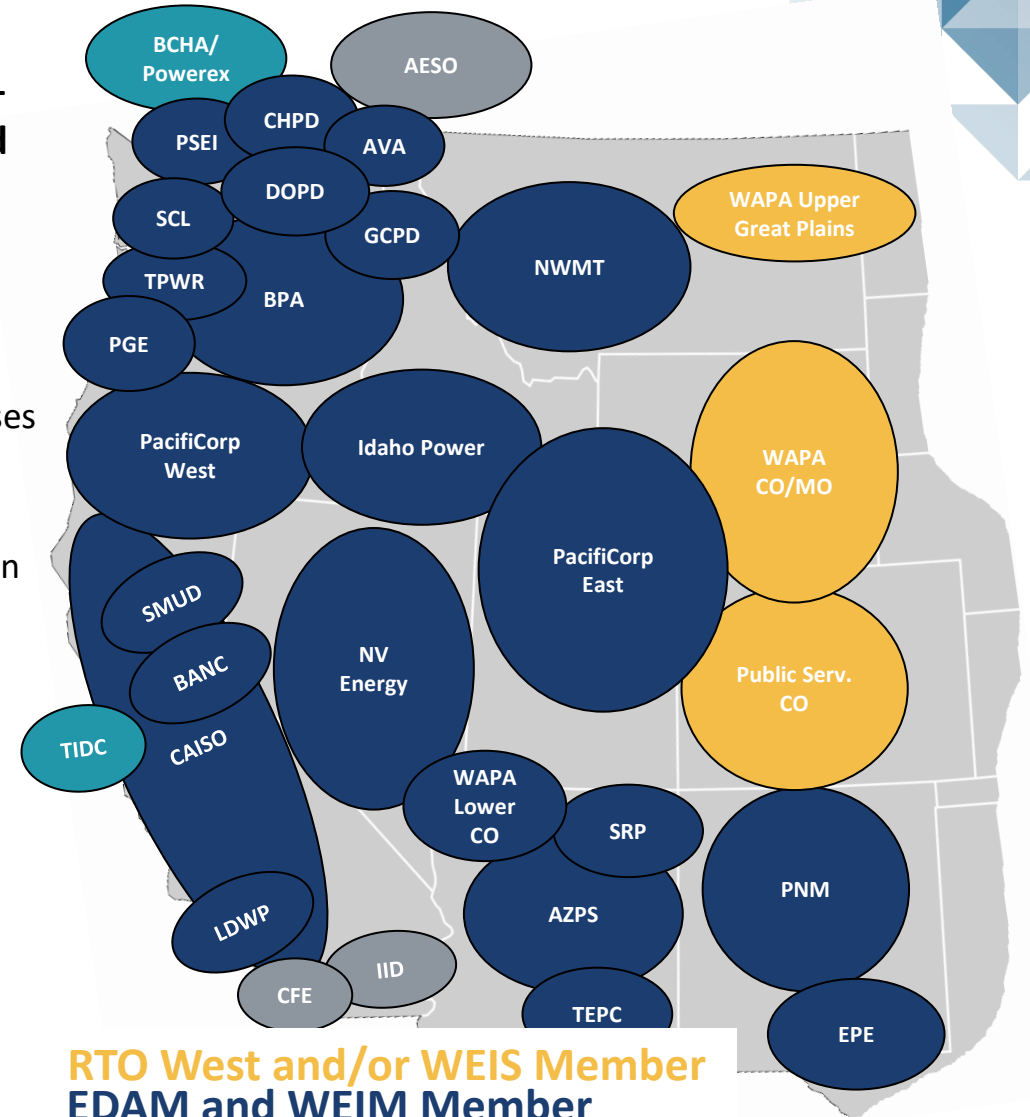 ses
n
BCHA/
Powerex
AESO
PSEI
CHPD
AVA
DOPD
SCL
GCPD
TPWR
BPA
PGE
NWMT
WAPA Upper
Great Plains
PacifiCorp
West
Idaho Power
WAPA
CO/MO
PacifiCorp
East
SMUD
BANC
NV
Energy
Public Serv.
CO
TIDC
CAISO
WAPA
Lower
CO
SRP
PNM
AZPS
LDWP
IID
CFE
TEPC
EPE
RTO West and/or WEIS Member
EDAM and WEIM Member